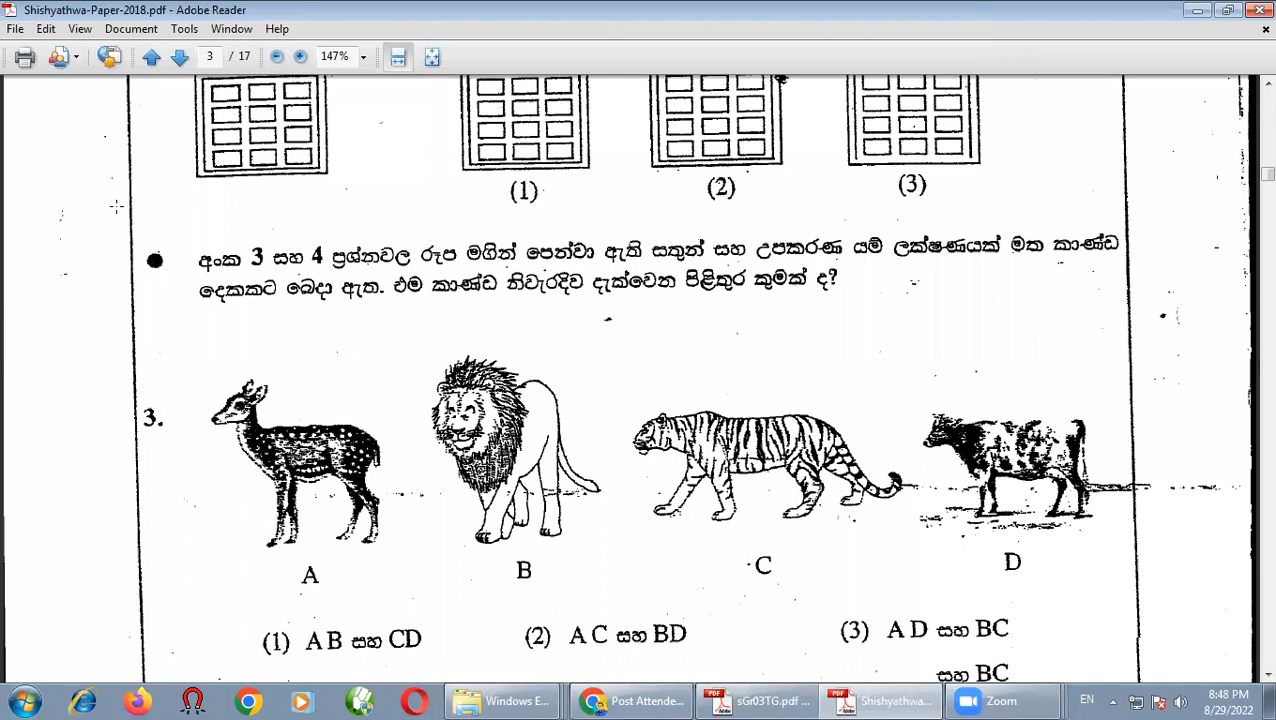 Shishyathwa-Paper-2018.pdf - Adobe Reader
File Edit View Document Tools Window Help
3 / 17 147%
(1) (2) (3)
අංක 3 සහ 4 ප්‍රශ්නවල රූප මගින් පෙන්වා ඇති සතුන් සහ උපකරණ යම් ලක්ෂණයක් මත කාණ්ඩ
දෙකකට බෙදා ඇත. එම කාණ්ඩ නිවැරදිව දැක්වෙන පිළිතුර කුමක් ද?
3.
A B C D
(1) A B සහ CD (2) A C සහ BD (3) A D සහ BC
සහ BC
Windows E... Post Attende... sGr03TG.pdf ... Shishyathwa... Zoom EN 8:48 PM
8/29/2022